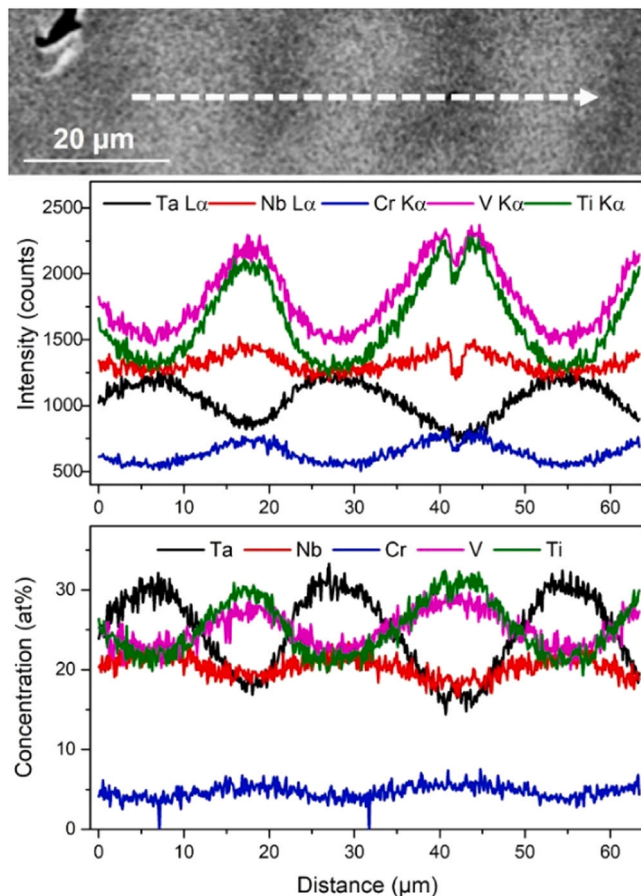 20 µm
Ta Lα Nb Lα Cr Kα V Kα Ti Kα
2500
2000
1500
1000
500
Intensity (counts)
0 10 20 30 40 50 60
Ta Nb Cr V Ti
30
20
10
0
Concentration (at%)
0 10 20 30 40 50 60
Distance (µm)